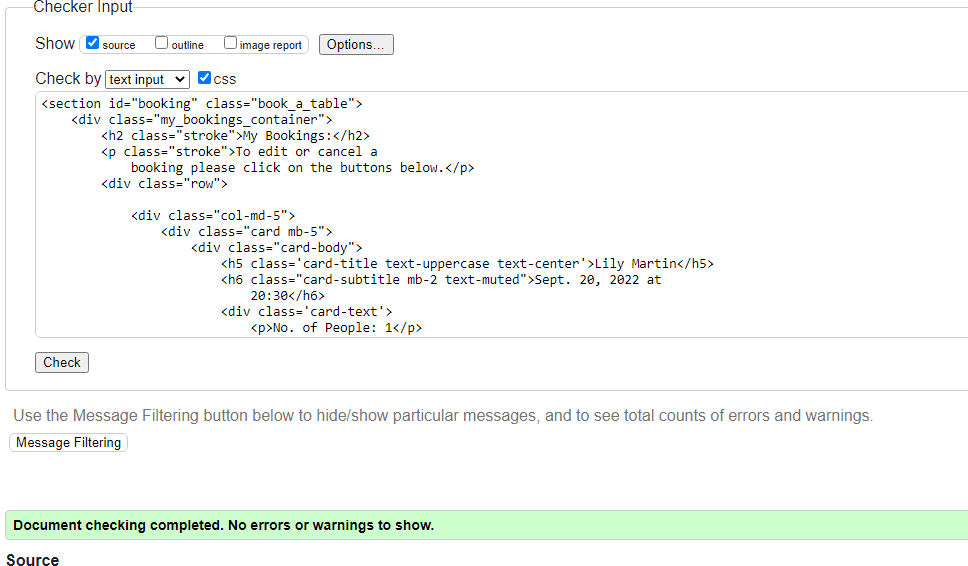 Checker Input
Show source outline image report Options...
Check by text input css
<section id="booking" class="book_a_table">
<div class="my_bookings_container">
<h2 class="stroke">My Bookings:</h2>
<p class="stroke">To edit or cancel a
booking please click on the buttons below.</p>
<div class="row">
<div class="col-md-5">
<div class="card mb-5">
<div class="card-body">
<h5 class='card-title text-uppercase text-center'>Lily Martin</h5>
<h6 class="card-subtitle mb-2 text-muted">Sept. 20, 2022 at
20:30</h6>
<div class='card-text'>
<p>No. of People: 1</p>
Check
Use the Message Filtering button below to hide/show particular messages, and to see total counts of errors and warnings.
Message Filtering
Document checking completed. No errors or warnings to show.
Source